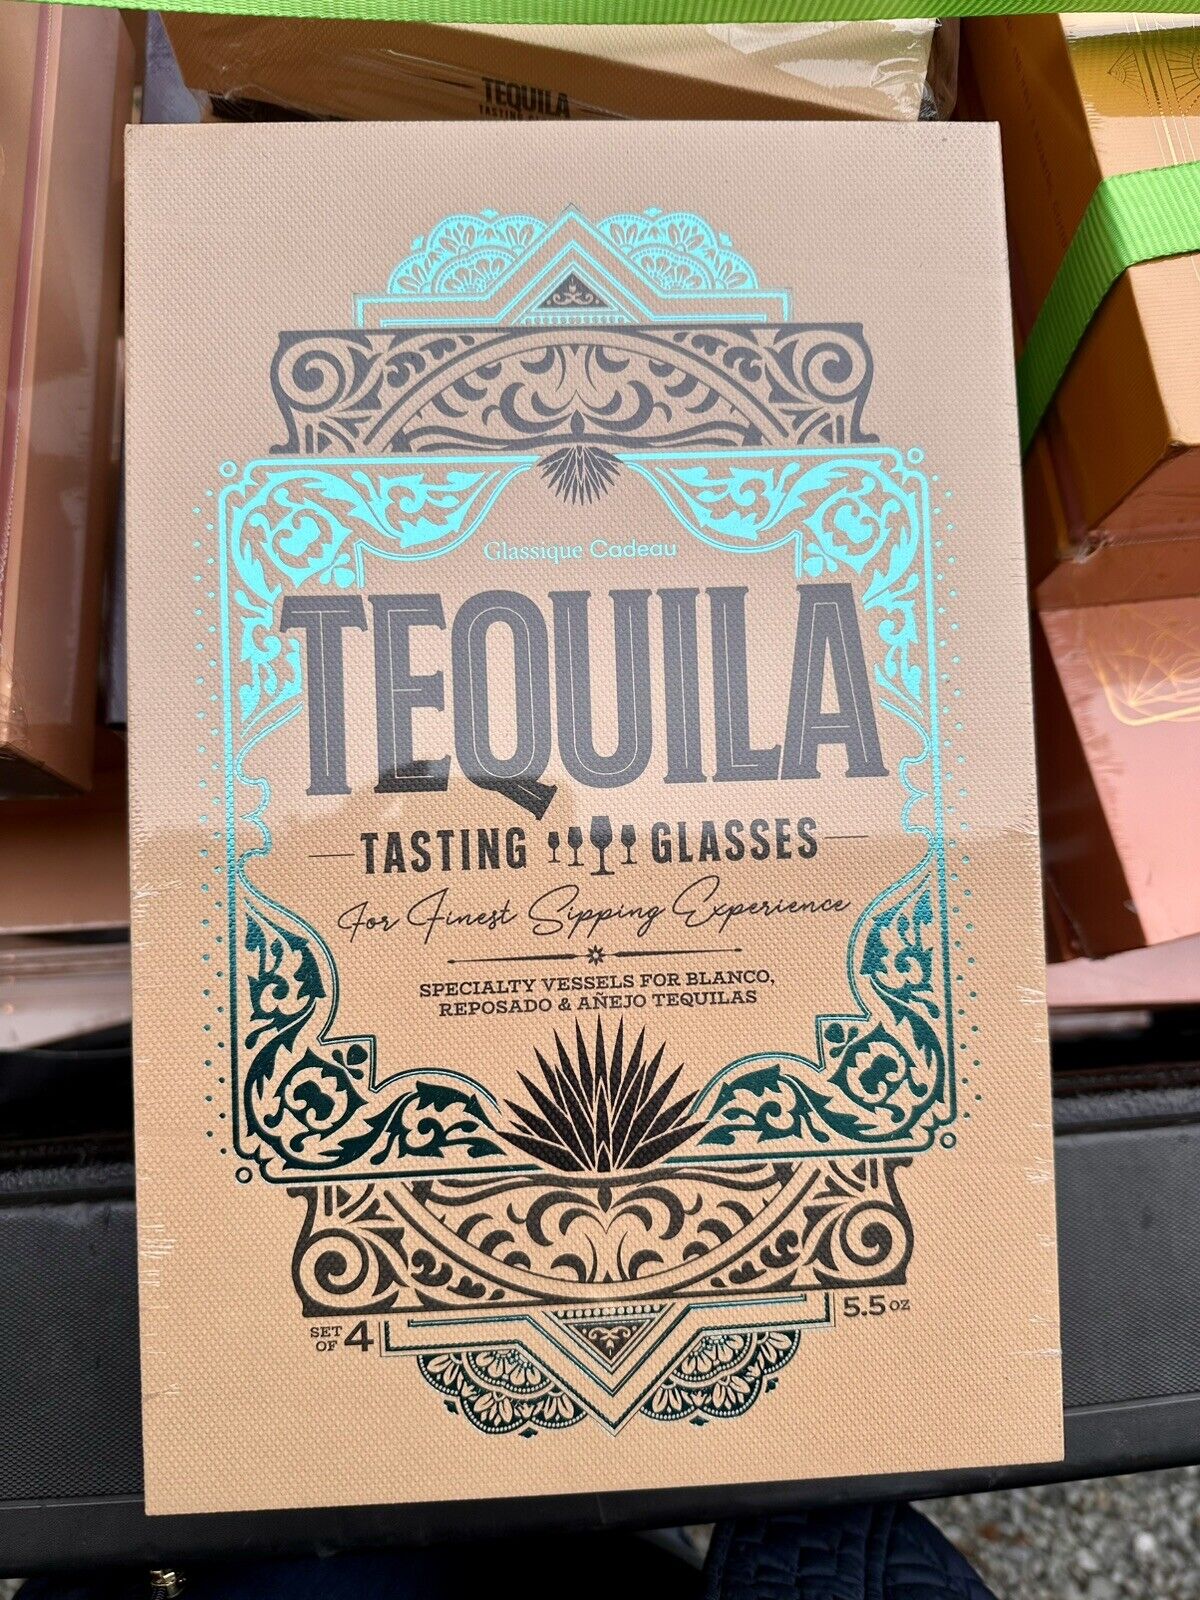 TEQUILA
Glassique Cadeau
TEQUILA
TASTING GLASSES
For Finest Sipping Experience
SPECIALTY VESSELS FOR BLANCO,
REPOSADO & AÑEJO TEQUILAS
SET OF 4
5.5 OZ